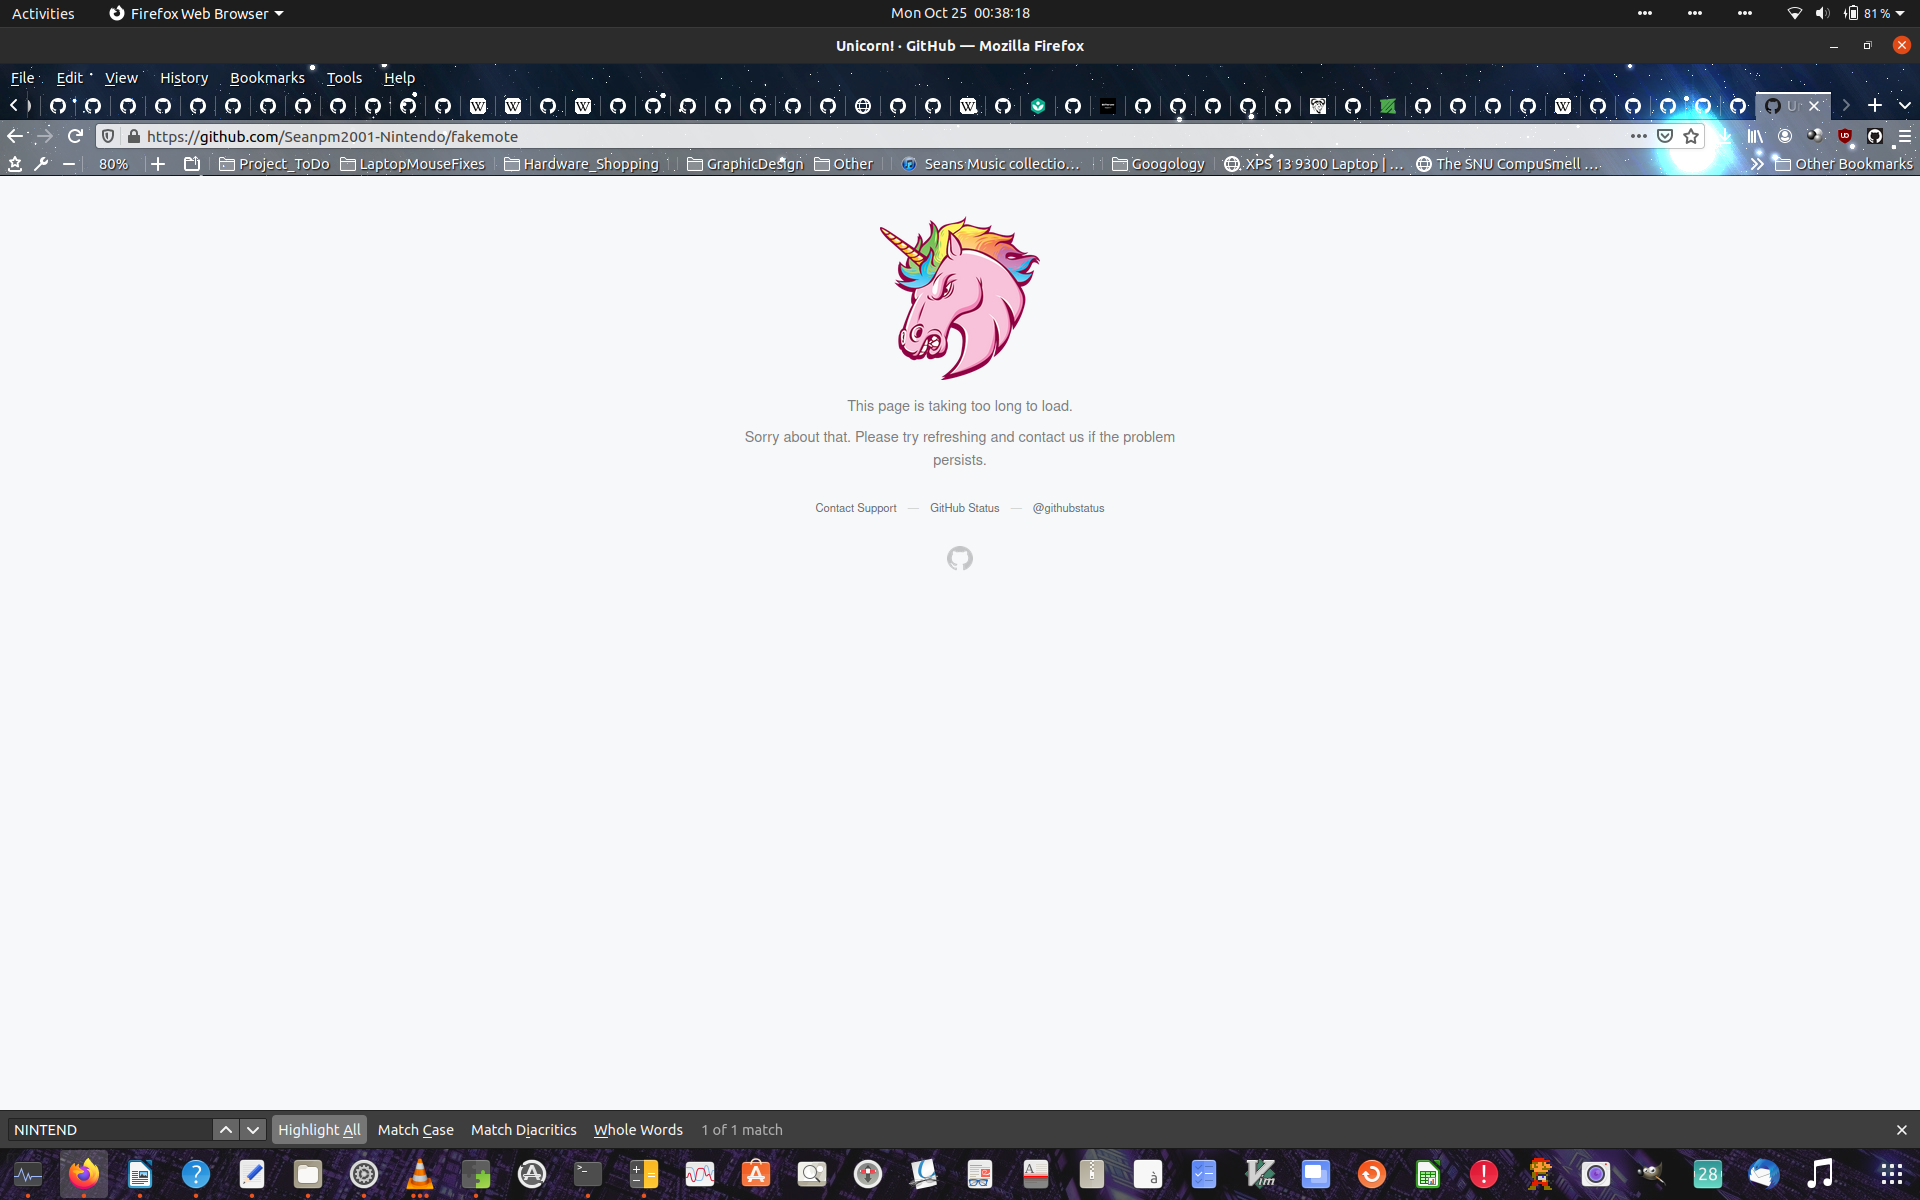 Activities Firefox Web Browser Mon Oct 25 00:38:18 81%
Unicorn! · GitHub — Mozilla Firefox
File Edit View History Bookmarks Tools Help
https://github.com/Seanpm2001-Nintendo/fakemote
80% Project_ToDo LaptopMouseFixes Hardware_Shopping GraphicDesign Other Seans Music collectio... Googology XPS 13 9300 Laptop | ... The SNU CompuSmell ... Other Bookmarks
This page is taking too long to load.
Sorry about that. Please try refreshing and contact us if the problem
persists.
Contact Support — GitHub Status — @githubstatus
NINTEND Highlight All Match Case Match Diacritics Whole Words 1 of 1 match
28